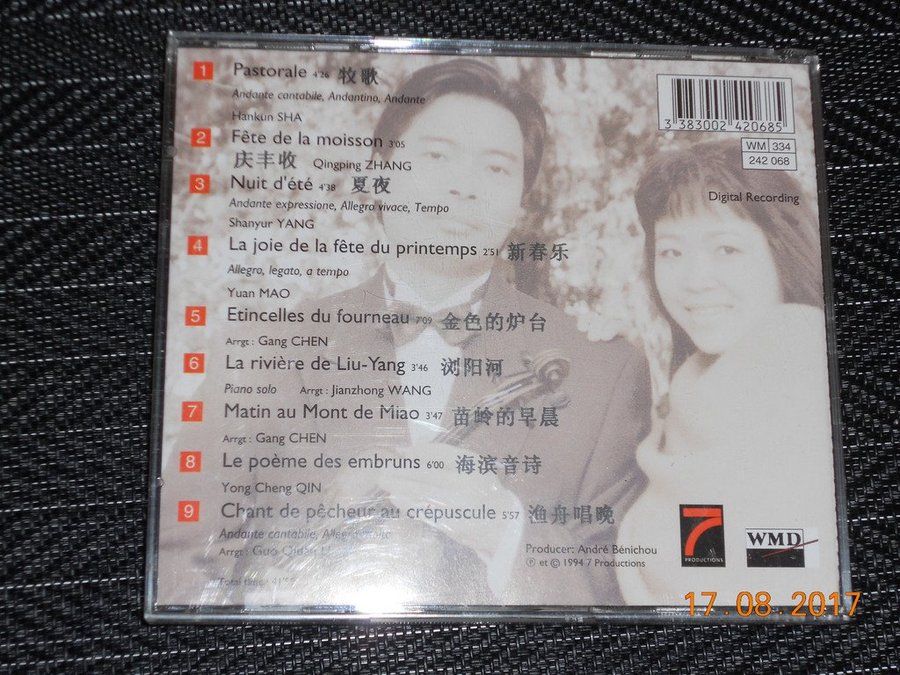 1 Pastorale 4'26 牧歌
Andante cantabile, Andantino, Andante
Hankun SHA
2 Fête de la moisson 3'05
庆丰收 Qingping ZHANG
3 Nuit d'été 4'38 夏夜
Andante expressione, Allegro vivace, Tempo
Shanyur YANG
4 La joie de la fête du printemps 2'51 新春乐
Allegro, legato, a tempo
Yuan MAO
5 Etincelles du fourneau 7'09 金色的炉台
Arrgt : Gang CHEN
6 La rivière de Liu-Yang 3'46 浏阳河
Piano solo Arrgt : Jianzhong WANG
7 Matin au Mont de Miao 3'47 苗岭的早晨
Arrgt : Gang CHEN
8 Le poème des embruns 6'00 海滨音诗
Yong Cheng QIN
9 Chant de pêcheur au crépuscule 5'57 渔舟唱晚
Andante cantabile, Allegro
Arrgt : Guo
Total time :
3 383002 420685
WM 334
242 068
Digital Recording
Producer: André Bénichou
℗ et © 1994 7 Productions
7
PRODUCTIONS
WMD
17 08 2017